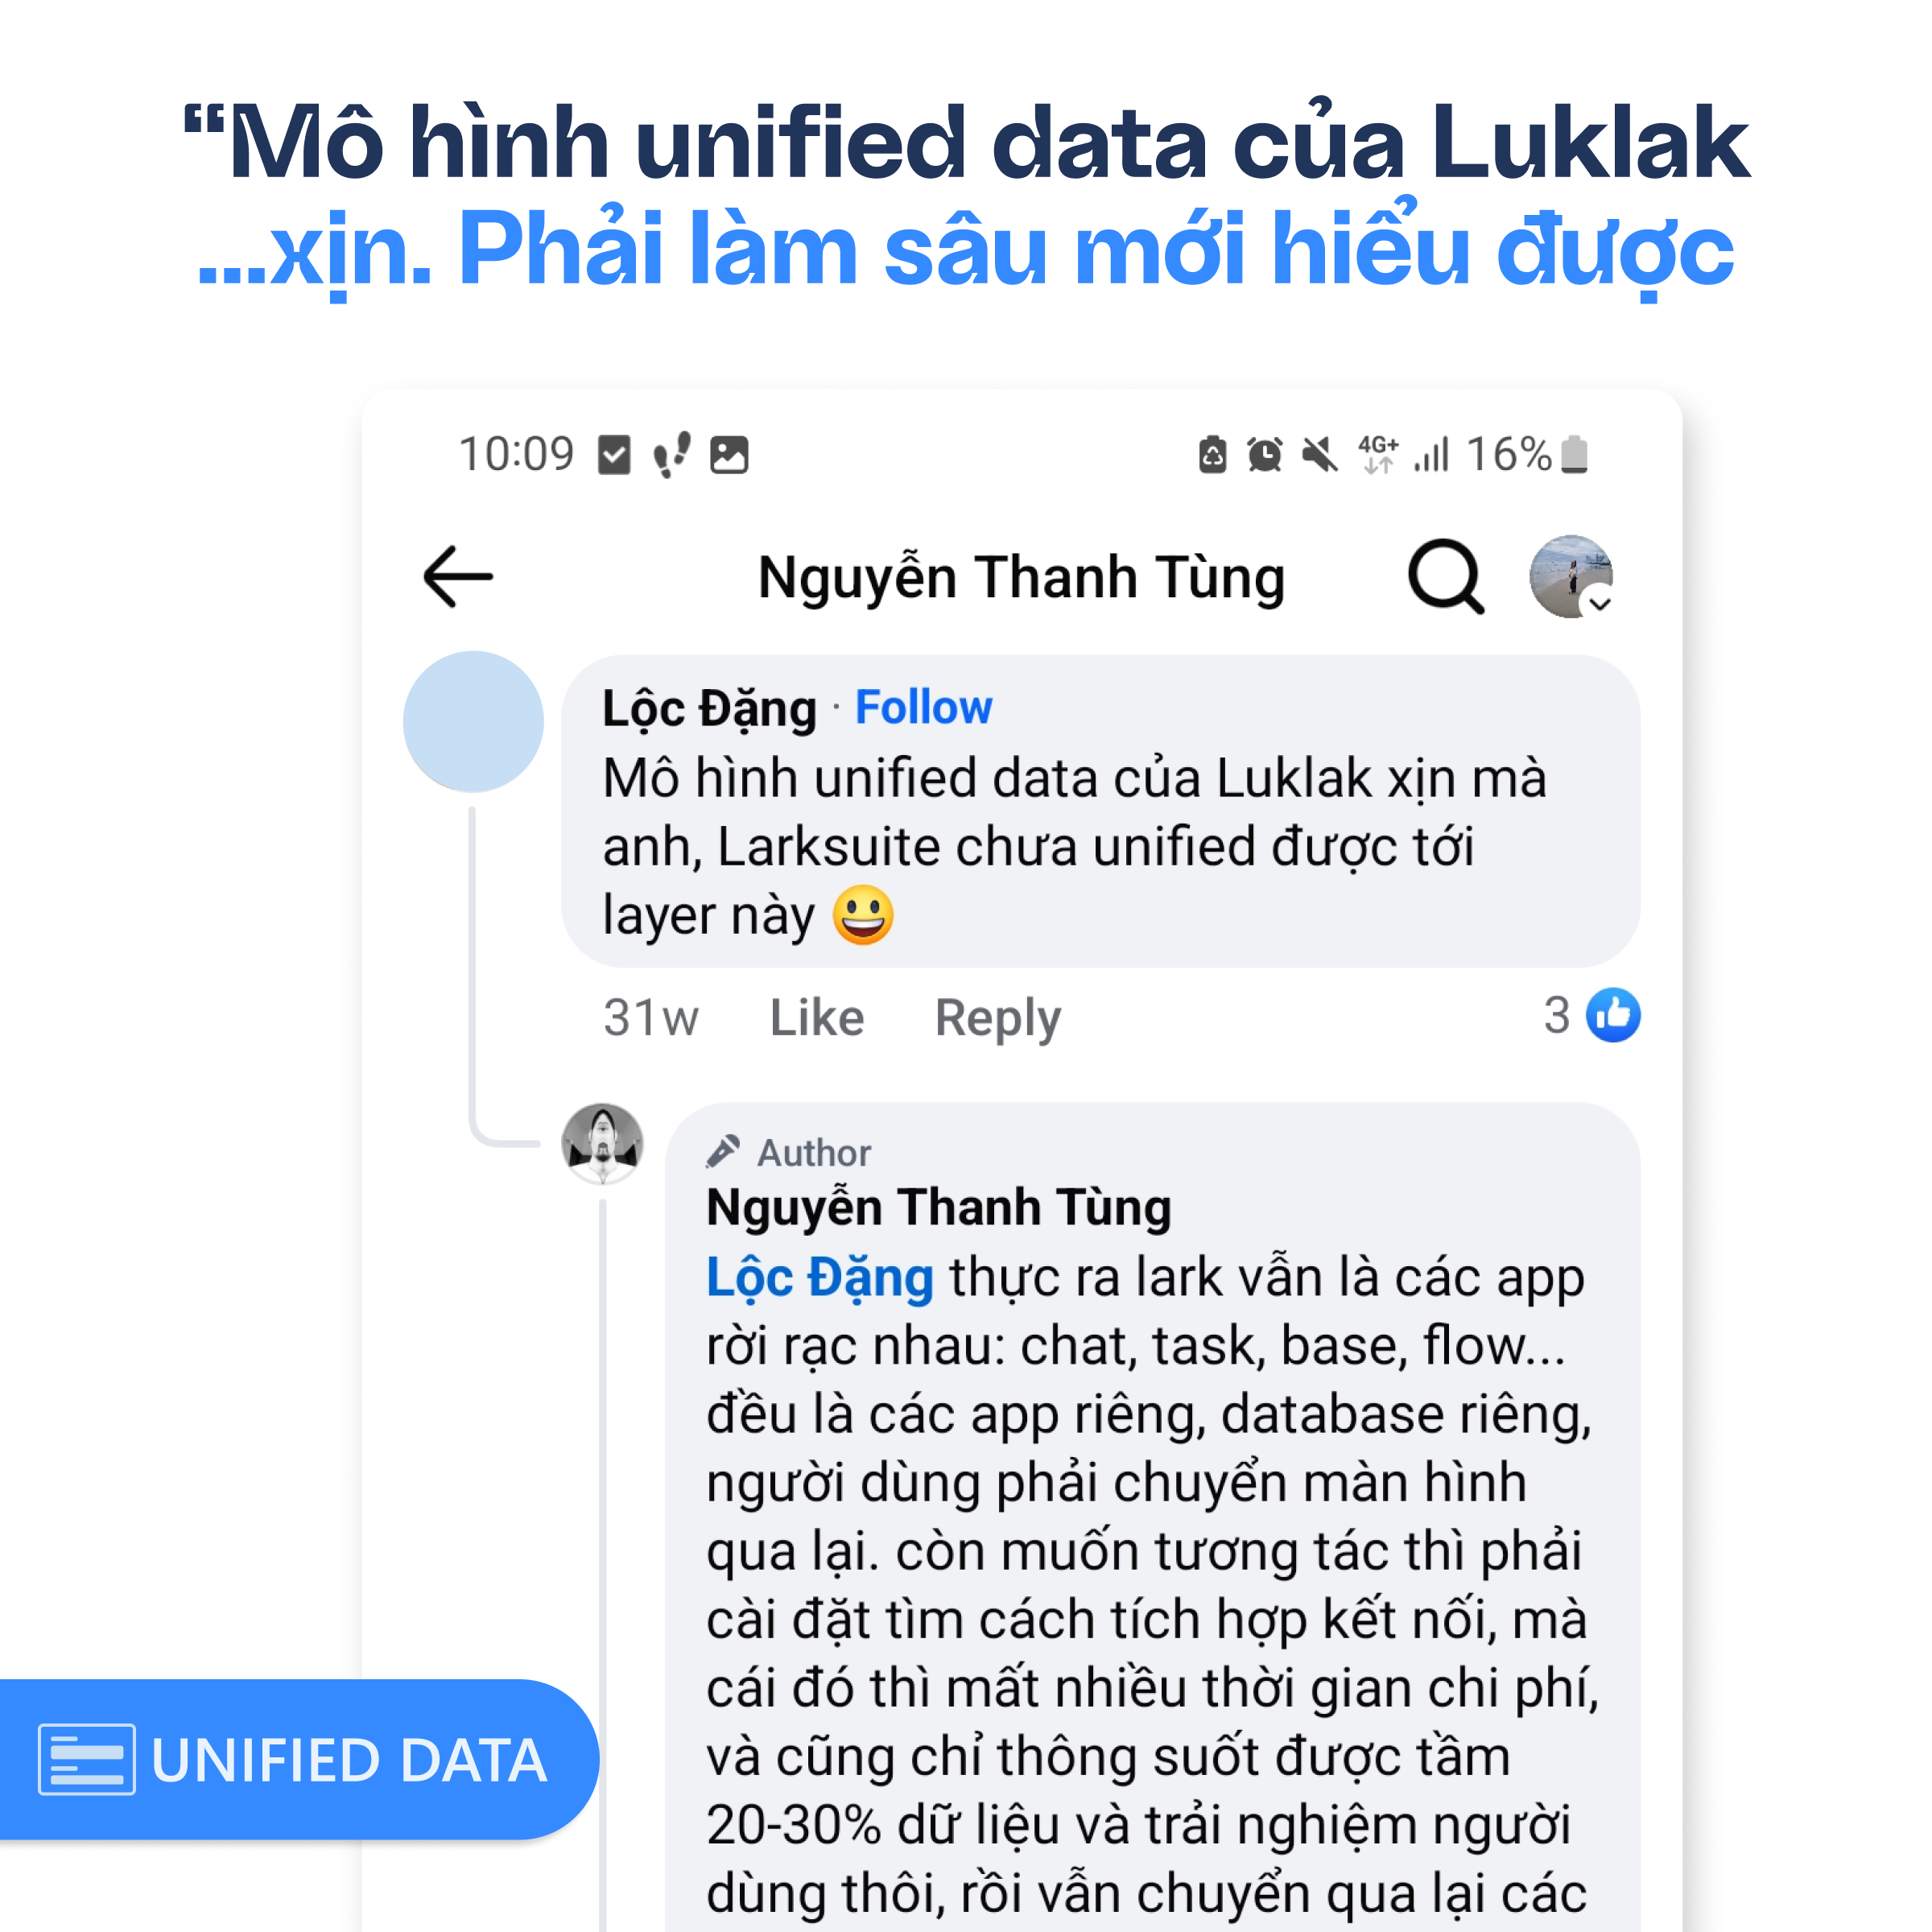 “Mô hình unified data của Luklak
...xịn. Phải làm sâu mới hiểu được
10:09
4G+
16%
Nguyễn Thanh Tùng
Lộc Đặng · Follow
Mô hình unified data của Luklak xịn mà
anh, Larksuite chưa unified được tới
layer này 😃
31w Like Reply 3
Author
Nguyễn Thanh Tùng
Lộc Đặng thực ra lark vẫn là các app
rời rạc nhau: chat, task, base, flow...
đều là các app riêng, database riêng,
người dùng phải chuyển màn hình
qua lại. còn muốn tương tác thì phải
cài đặt tìm cách tích hợp kết nối, mà
cái đó thì mất nhiều thời gian chi phí,
và cũng chỉ thông suốt được tầm
20-30% dữ liệu và trải nghiệm người
dùng thôi, rồi vẫn chuyển qua lại các
UNIFIED DATA